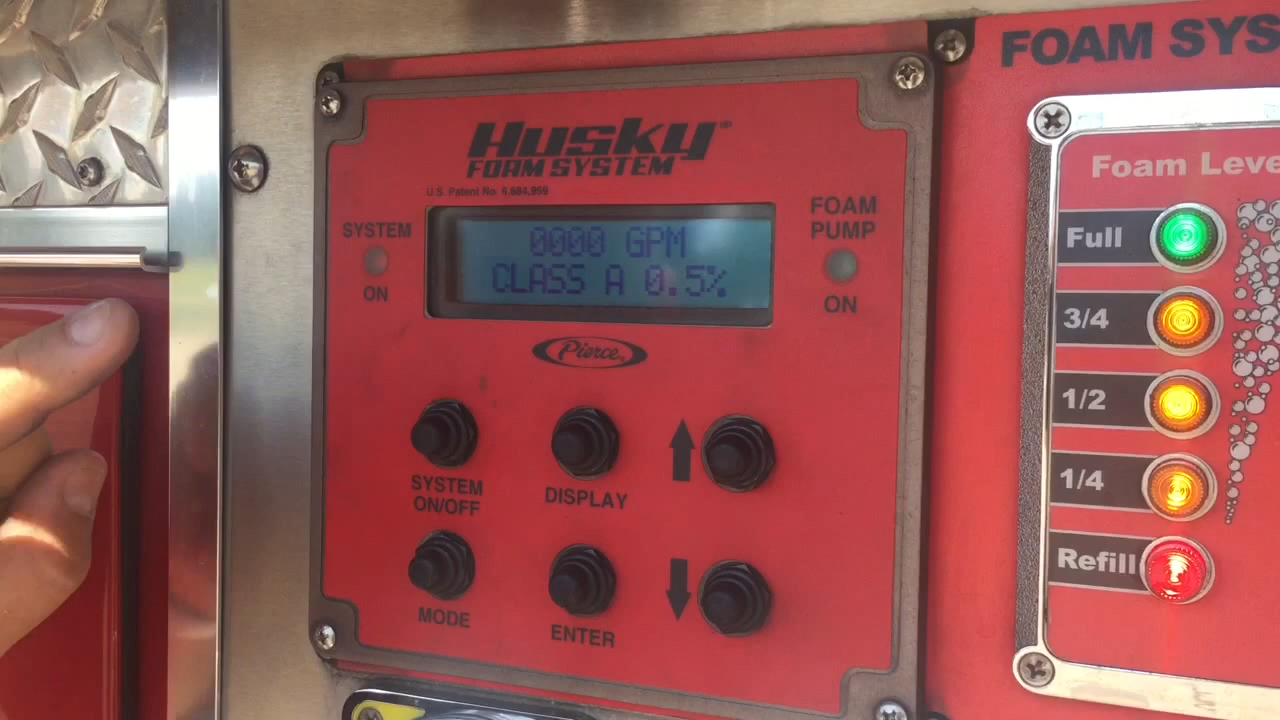 Husky®
FOAM SYSTEM
U.S. Patent No. 6,684,959
SYSTEM
ON
0000 GPM
CLASS A 0.5%
FOAM
PUMP
ON
Pierce
SYSTEM
ON/OFF
DISPLAY
MODE
ENTER
FOAM SYS
Foam Leve
Full
3/4
1/2
1/4
Refill